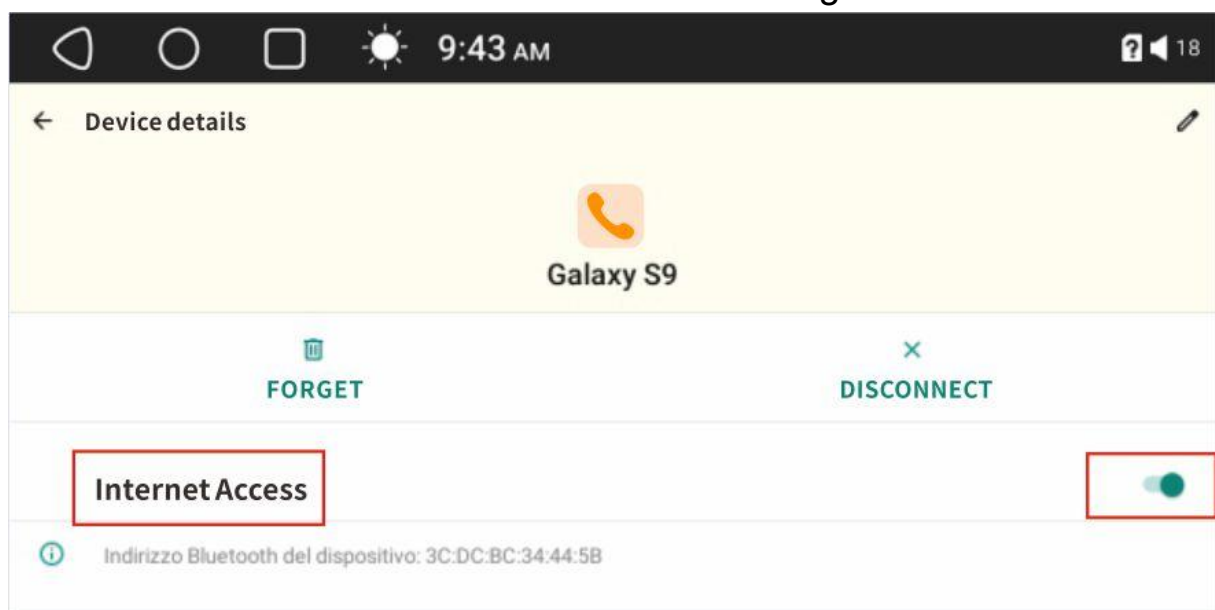 9:43 AM
18
Device details
Galaxy S9
FORGET
DISCONNECT
Internet Access
Indirizzo Bluetooth del dispositivo: 3C:DC:BC:34:44:5B